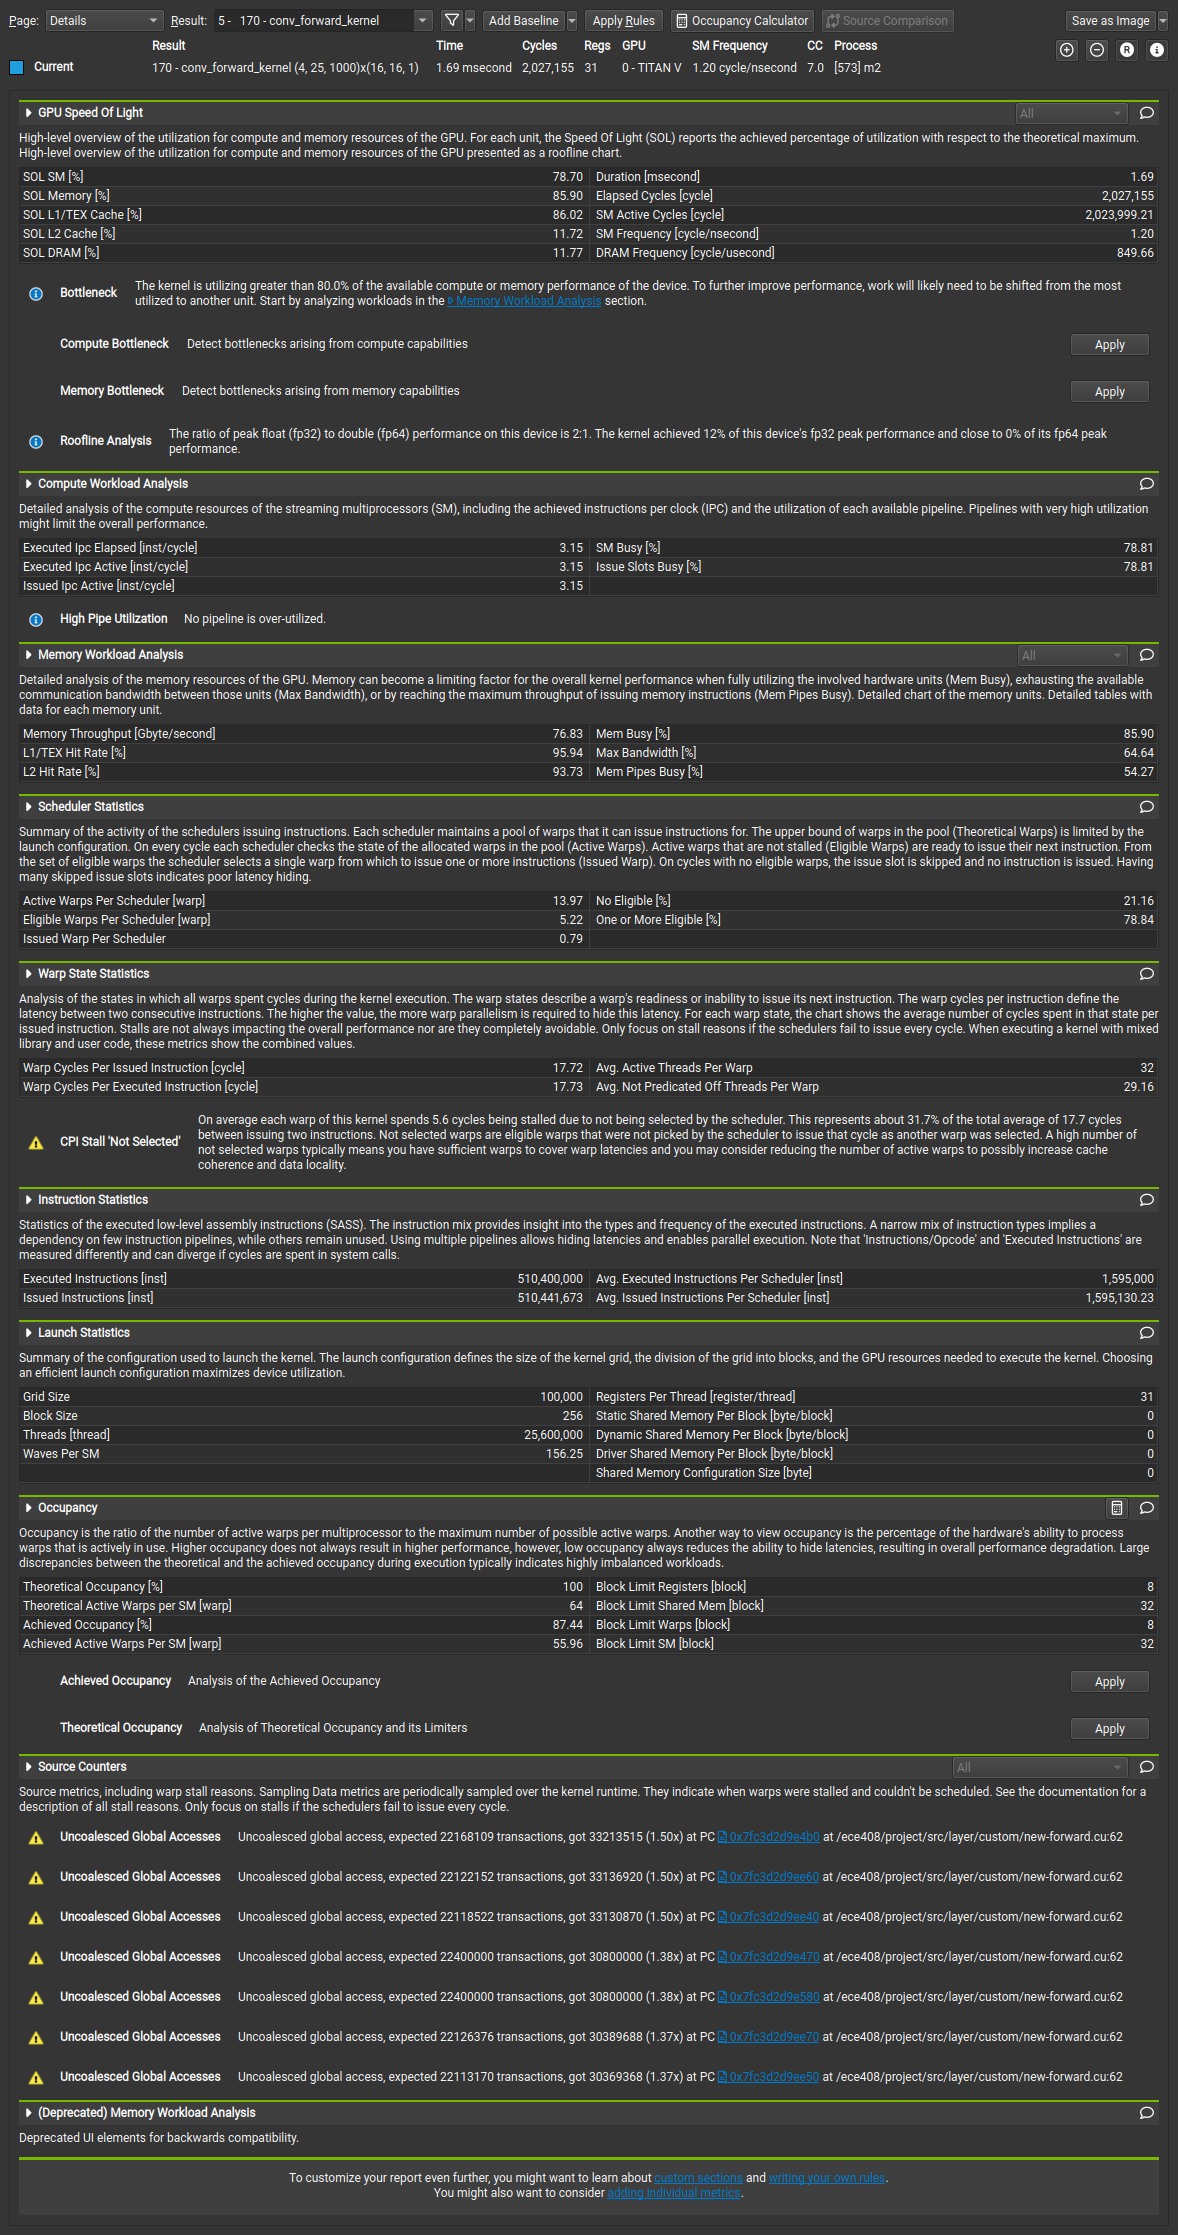 Page: Details Result: 5 - 170 - conv_forward_kernel Add Baseline Apply Rules Occupancy Calculator Source Comparison Save as Image
Result Time Cycles Regs GPU SM Frequency CC Process
Current 170 - conv_forward_kernel (4, 25, 1000)x(16, 16, 1) 1.69 msecond 2,027,155 31 0 - TITAN V 1.20 cycle/nsecond 7.0 [573] m2
GPU Speed Of Light All
High-level overview of the utilization for compute and memory resources of the GPU. For each unit, the Speed Of Light (SOL) reports the achieved percentage of utilization with respect to the theoretical maximum.
High-level overview of the utilization for compute and memory resources of the GPU presented as a roofline chart.
SOL SM [%] 78.70 Duration [msecond] 1.69
SOL Memory [%] 85.90 Elapsed Cycles [cycle] 2,027,155
SOL L1/TEX Cache [%] 86.02 SM Active Cycles [cycle] 2,023,999.21
SOL L2 Cache [%] 11.72 SM Frequency [cycle/nsecond] 1.20
SOL DRAM [%] 11.77 DRAM Frequency [cycle/usecond] 849.66
Bottleneck The kernel is utilizing greater than 80.0% of the available compute or memory performance of the device. To further improve performance, work will likely need to be shifted from the most
utilized to another unit. Start by analyzing workloads in the Memory Workload Analysis section.
Compute Bottleneck Detect bottlenecks arising from compute capabilities Apply
Memory Bottleneck Detect bottlenecks arising from memory capabilities Apply
Roofline Analysis The ratio of peak float (fp32) to double (fp64) performance on this device is 2:1. The kernel achieved 12% of this device's fp32 peak performance and close to 0% of its fp64 peak
performance.
Compute Workload Analysis
Detailed analysis of the compute resources of the streaming multiprocessors (SM), including the achieved instructions per clock (IPC) and the utilization of each available pipeline. Pipelines with very high utilization
might limit the overall performance.
Executed Ipc Elapsed [inst/cycle] 3.15 SM Busy [%] 78.81
Executed Ipc Active [inst/cycle] 3.15 Issue Slots Busy [%] 78.81
Issued Ipc Active [inst/cycle] 3.15
High Pipe Utilization No pipeline is over-utilized.
Memory Workload Analysis All
Detailed analysis of the memory resources of the GPU. Memory can become a limiting factor for the overall kernel performance when fully utilizing the involved hardware units (Mem Busy), exhausting the available
communication bandwidth between those units (Max Bandwidth), or by reaching the maximum throughput of issuing memory instructions (Mem Pipes Busy). Detailed chart of the memory units. Detailed tables with
data for each memory unit.
Memory Throughput [Gbyte/second] 76.83 Mem Busy [%] 85.90
L1/TEX Hit Rate [%] 95.94 Max Bandwidth [%] 64.64
L2 Hit Rate [%] 93.73 Mem Pipes Busy [%] 54.27
Scheduler Statistics
Summary of the activity of the schedulers issuing instructions. Each scheduler maintains a pool of warps that it can issue instructions for. The upper bound of warps in the pool (Theoretical Warps) is limited by the
launch configuration. On every cycle each scheduler checks the state of the allocated warps in the pool (Active Warps). Active warps that are not stalled (Eligible Warps) are ready to issue their next instruction. From
the set of eligible warps the scheduler selects a single warp from which to issue one or more instructions (Issued Warp). On cycles with no eligible warps, the issue slot is skipped and no instruction is issued. Having
many skipped issue slots indicates poor latency hiding.
Active Warps Per Scheduler [warp] 13.97 No Eligible [%] 21.16
Eligible Warps Per Scheduler [warp] 5.22 One or More Eligible [%] 78.84
Issued Warp Per Scheduler 0.79
Warp State Statistics
Analysis of the states in which all warps spent cycles during the kernel execution. The warp states describe a warp's readiness or inability to issue its next instruction. The warp cycles per instruction define the
latency between two consecutive instructions. The higher the value, the more warp parallelism is required to hide this latency. For each warp state, the chart shows the average number of cycles spent in that state per
issued instruction. Stalls are not always impacting the overall performance nor are they completely avoidable. Only focus on stall reasons if the schedulers fail to issue every cycle. When executing a kernel with mixed
library and user code, these metrics show the combined values.
Warp Cycles Per Issued Instruction [cycle] 17.72 Avg. Active Threads Per Warp 32
Warp Cycles Per Executed Instruction [cycle] 17.73 Avg. Not Predicated Off Threads Per Warp 29.16
CPI Stall 'Not Selected' On average each warp of this kernel spends 5.6 cycles being stalled due to not being selected by the scheduler. This represents about 31.7% of the total average of 17.7 cycles
between issuing two instructions. Not selected warps are eligible warps that were not picked by the scheduler to issue that cycle as another warp was selected. A high number of
not selected warps typically means you have sufficient warps to cover warp latencies and you may consider reducing the number of active warps to possibly increase cache
coherence and data locality.
Instruction Statistics
Statistics of the executed low-level assembly instructions (SASS). The instruction mix provides insight into the types and frequency of the executed instructions. A narrow mix of instruction types implies a
dependency on few instruction pipelines, while others remain unused. Using multiple pipelines allows hiding latencies and enables parallel execution. Note that 'Instructions/Opcode' and 'Executed Instructions' are
measured differently and can diverge if cycles are spent in system calls.
Executed Instructions [inst] 510,400,000 Avg. Executed Instructions Per Scheduler [inst] 1,595,000
Issued Instructions [inst] 510,441,673 Avg. Issued Instructions Per Scheduler [inst] 1,595,130.23
Launch Statistics
Summary of the configuration used to launch the kernel. The launch configuration defines the size of the kernel grid, the division of the grid into blocks, and the GPU resources needed to execute the kernel. Choosing
an efficient launch configuration maximizes device utilization.
Grid Size 100,000 Registers Per Thread [register/thread] 31
Block Size 256 Static Shared Memory Per Block [byte/block] 0
Threads [thread] 25,600,000 Dynamic Shared Memory Per Block [byte/block] 0
Waves Per SM 156.25 Driver Shared Memory Per Block [byte/block] 0
Shared Memory Configuration Size [byte] 0
Occupancy
Occupancy is the ratio of the number of active warps per multiprocessor to the maximum number of possible active warps. Another way to view occupancy is the percentage of the hardware's ability to process
warps that is actively in use. Higher occupancy does not always result in higher performance, however, low occupancy always reduces the ability to hide latencies, resulting in overall performance degradation. Large
discrepancies between the theoretical and the achieved occupancy during execution typically indicates highly imbalanced workloads.
Theoretical Occupancy [%] 100 Block Limit Registers [block] 8
Theoretical Active Warps per SM [warp] 64 Block Limit Shared Mem [block] 32
Achieved Occupancy [%] 87.44 Block Limit Warps [block] 8
Achieved Active Warps Per SM [warp] 55.96 Block Limit SM [block] 32
Achieved Occupancy Analysis of the Achieved Occupancy Apply
Theoretical Occupancy Analysis of Theoretical Occupancy and its Limiters Apply
Source Counters All
Source metrics, including warp stall reasons. Sampling Data metrics are periodically sampled over the kernel runtime. They indicate when warps were stalled and couldn't be scheduled. See the documentation for a
description of all stall reasons. Only focus on stalls if the schedulers fail to issue every cycle.
Uncoalesced Global Accesses Uncoalesced global access, expected 22168109 transactions, got 33213515 (1.50x) at PC 0x7fc3d2d9e4b0 at /ece408/project/src/layer/custom/new-forward.cu:62
Uncoalesced Global Accesses Uncoalesced global access, expected 22122152 transactions, got 33136920 (1.50x) at PC 0x7fc3d2d9ee60 at /ece408/project/src/layer/custom/new-forward.cu:62
Uncoalesced Global Accesses Uncoalesced global access, expected 22118522 transactions, got 33130870 (1.50x) at PC 0x7fc3d2d9ee40 at /ece408/project/src/layer/custom/new-forward.cu:62
Uncoalesced Global Accesses Uncoalesced global access, expected 22400000 transactions, got 30800000 (1.38x) at PC 0x7fc3d2d9e470 at /ece408/project/src/layer/custom/new-forward.cu:62
Uncoalesced Global Accesses Uncoalesced global access, expected 22400000 transactions, got 30800000 (1.38x) at PC 0x7fc3d2d9e580 at /ece408/project/src/layer/custom/new-forward.cu:62
Uncoalesced Global Accesses Uncoalesced global access, expected 22126376 transactions, got 30389688 (1.37x) at PC 0x7fc3d2d9ee70 at /ece408/project/src/layer/custom/new-forward.cu:62
Uncoalesced Global Accesses Uncoalesced global access, expected 22113170 transactions, got 30369368 (1.37x) at PC 0x7fc3d2d9ee50 at /ece408/project/src/layer/custom/new-forward.cu:62
(Deprecated) Memory Workload Analysis
Deprecated UI elements for backwards compatibility.
To customize your report even further, you might want to learn about custom sections and writing your own rules.
You might also want to consider adding individual metrics.